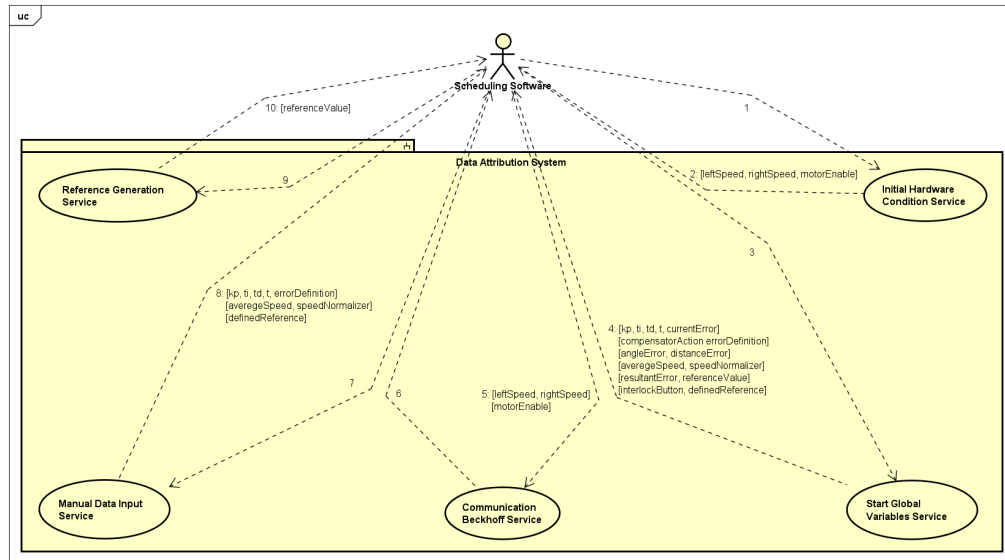 uc
Scheduling Software
10: [referenceValue]
1
Data Attribution System
Reference Generation
Service
9
2: [leftSpeed, rightSpeed, motorEnable]
Initial Hardware
Condition Service
3
8: [kp, ti, td, t, errorDefinition]
[averegeSpeed, speedNormalizer]
[definedReference]
4: [kp, ti, td, t, currentError]
[compensatorAction errorDefinition]
[angleError, distanceError]
[averegeSpeed, speedNormalizer]
[resultantError, referenceValue]
[interlockButton, definedReference]
7
6
5: [leftSpeed, rightSpeed]
[motorEnable]
Manual Data Input
Service
Communication
Beckhoff Service
Start Global
Variables Service